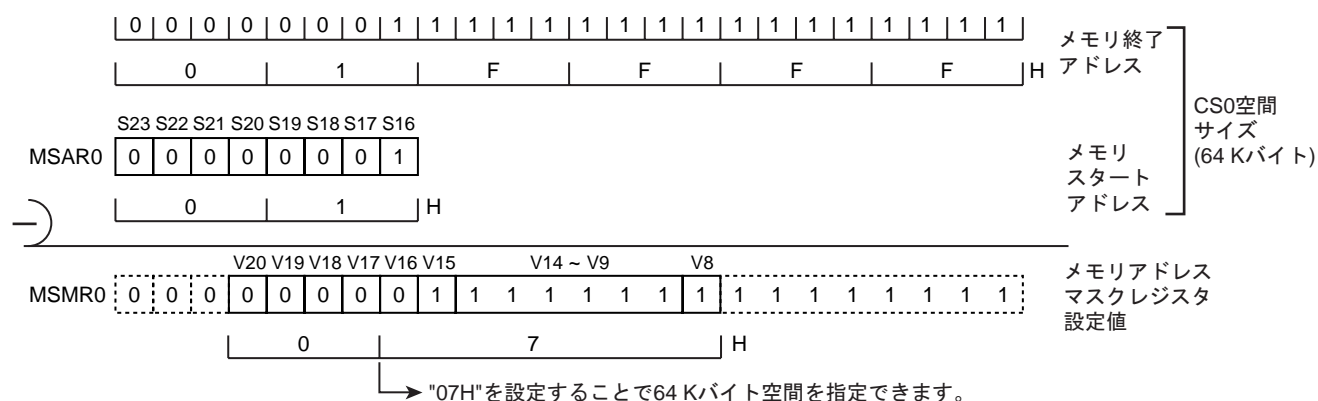 0 0 0 0 0 0 0 1 1 1 1 1 1 1 1 1 1 1 1 1 1 1 1 1
メモリ終了
アドレス
0 1 F F F F H
CS0空間
サイズ
(64 Kバイト)
S23 S22 S21 S20 S19 S18 S17 S16
MSAR0 0 0 0 0 0 0 0 1
メモリ
スタート
アドレス
0 1 H
V20 V19 V18 V17 V16 V15 V14 ~ V9 V8
MSMR0 0 0 0 0 0 0 0 0 1 1 1 1 1 1 1 1 1 1 1 1 1 1 1 1
メモリアドレス
マスクレジスタ
設定値
0 7 H
"07H"を設定することで64 Kバイト空間を指定できます。